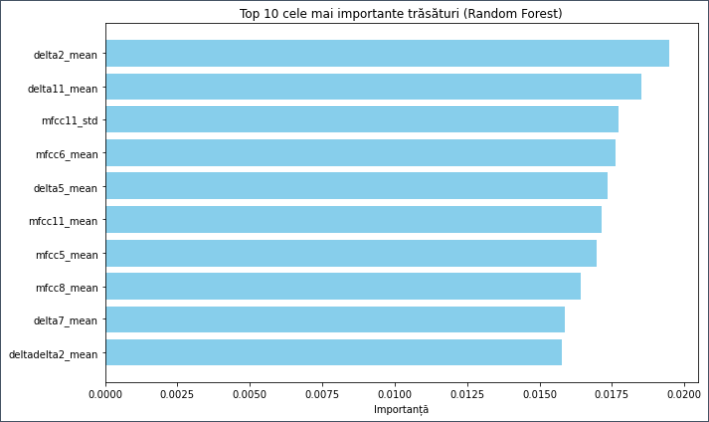 Top 10 cele mai importante trăsături (Random Forest)
delta2_mean
delta11_mean
mfcc11_std
mfcc6_mean
delta5_mean
mfcc11_mean
mfcc5_mean
mfcc8_mean
delta7_mean
deltadelta2_mean
0.0000 0.0025 0.0050 0.0075 0.0100 0.0125 0.0150 0.0175 0.0200
Importanță